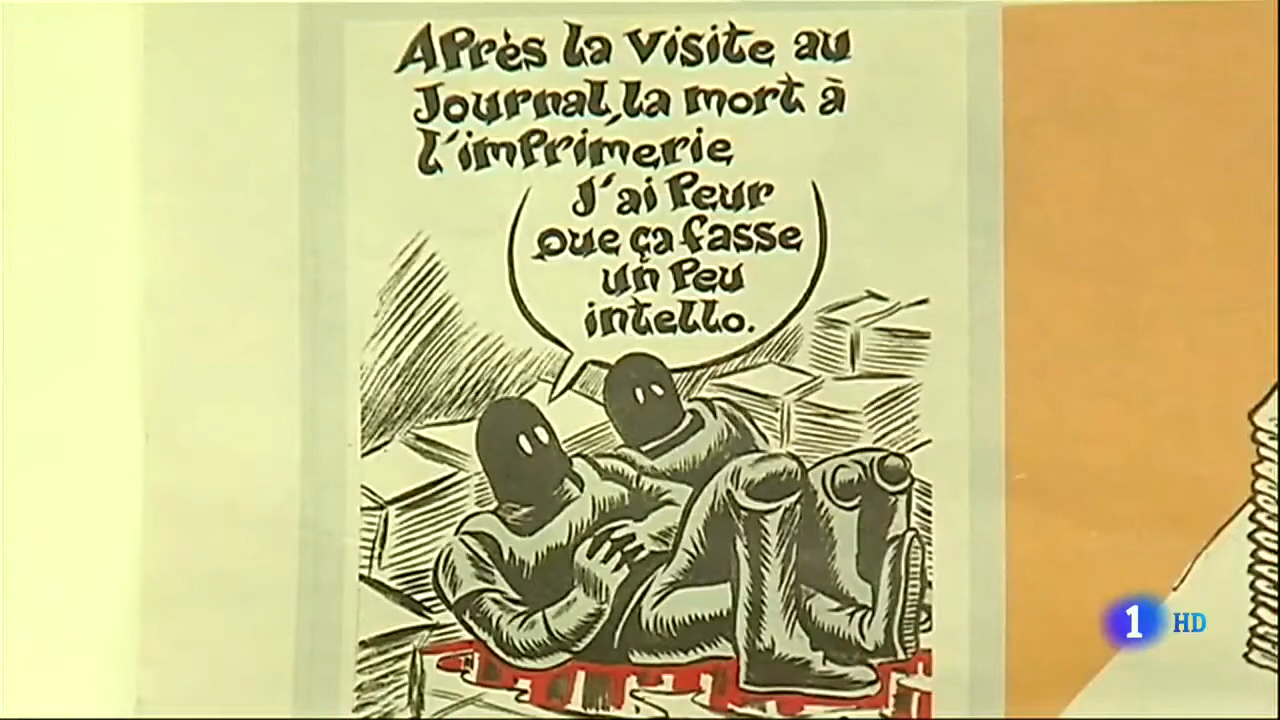 Après la visite au
Journal, la mort à
l'imprimerie
J'ai Peur
que ça fasse
un Peu
intello.
1 HD